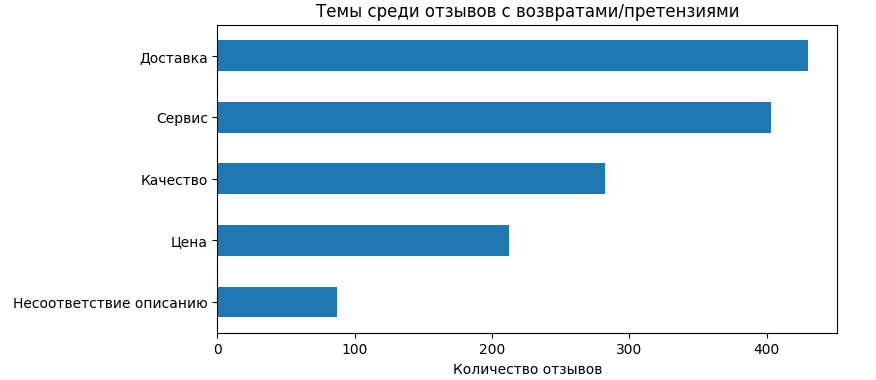 Темы среди отзывов с возвратами/претензиями
Доставка
Сервис
Качество
Цена
Несоответствие описанию
0 100 200 300 400
Количество отзывов